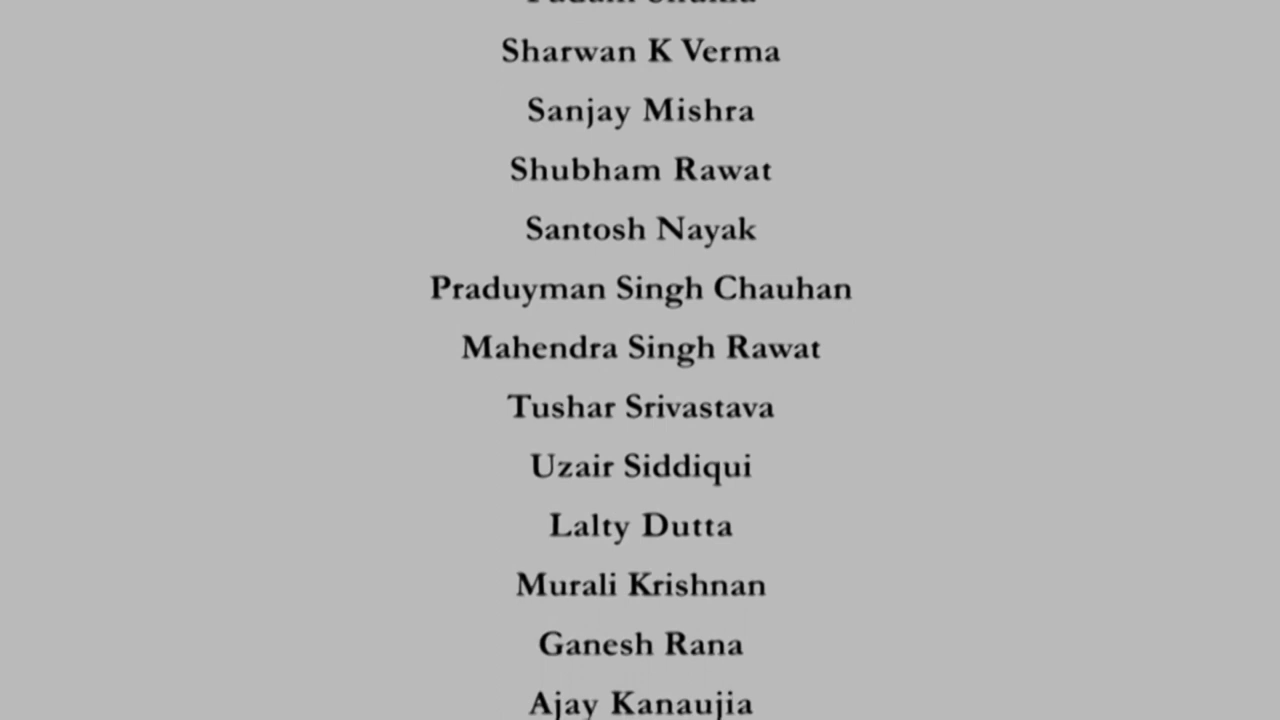 Sharwan K Verma
Sanjay Mishra
Shubham Rawat
Santosh Nayak
Praduyman Singh Chauhan
Mahendra Singh Rawat
Tushar Srivastava
Uzair Siddiqui
Lalty Dutta
Murali Krishnan
Ganesh Rana
Ajay Kanaujia